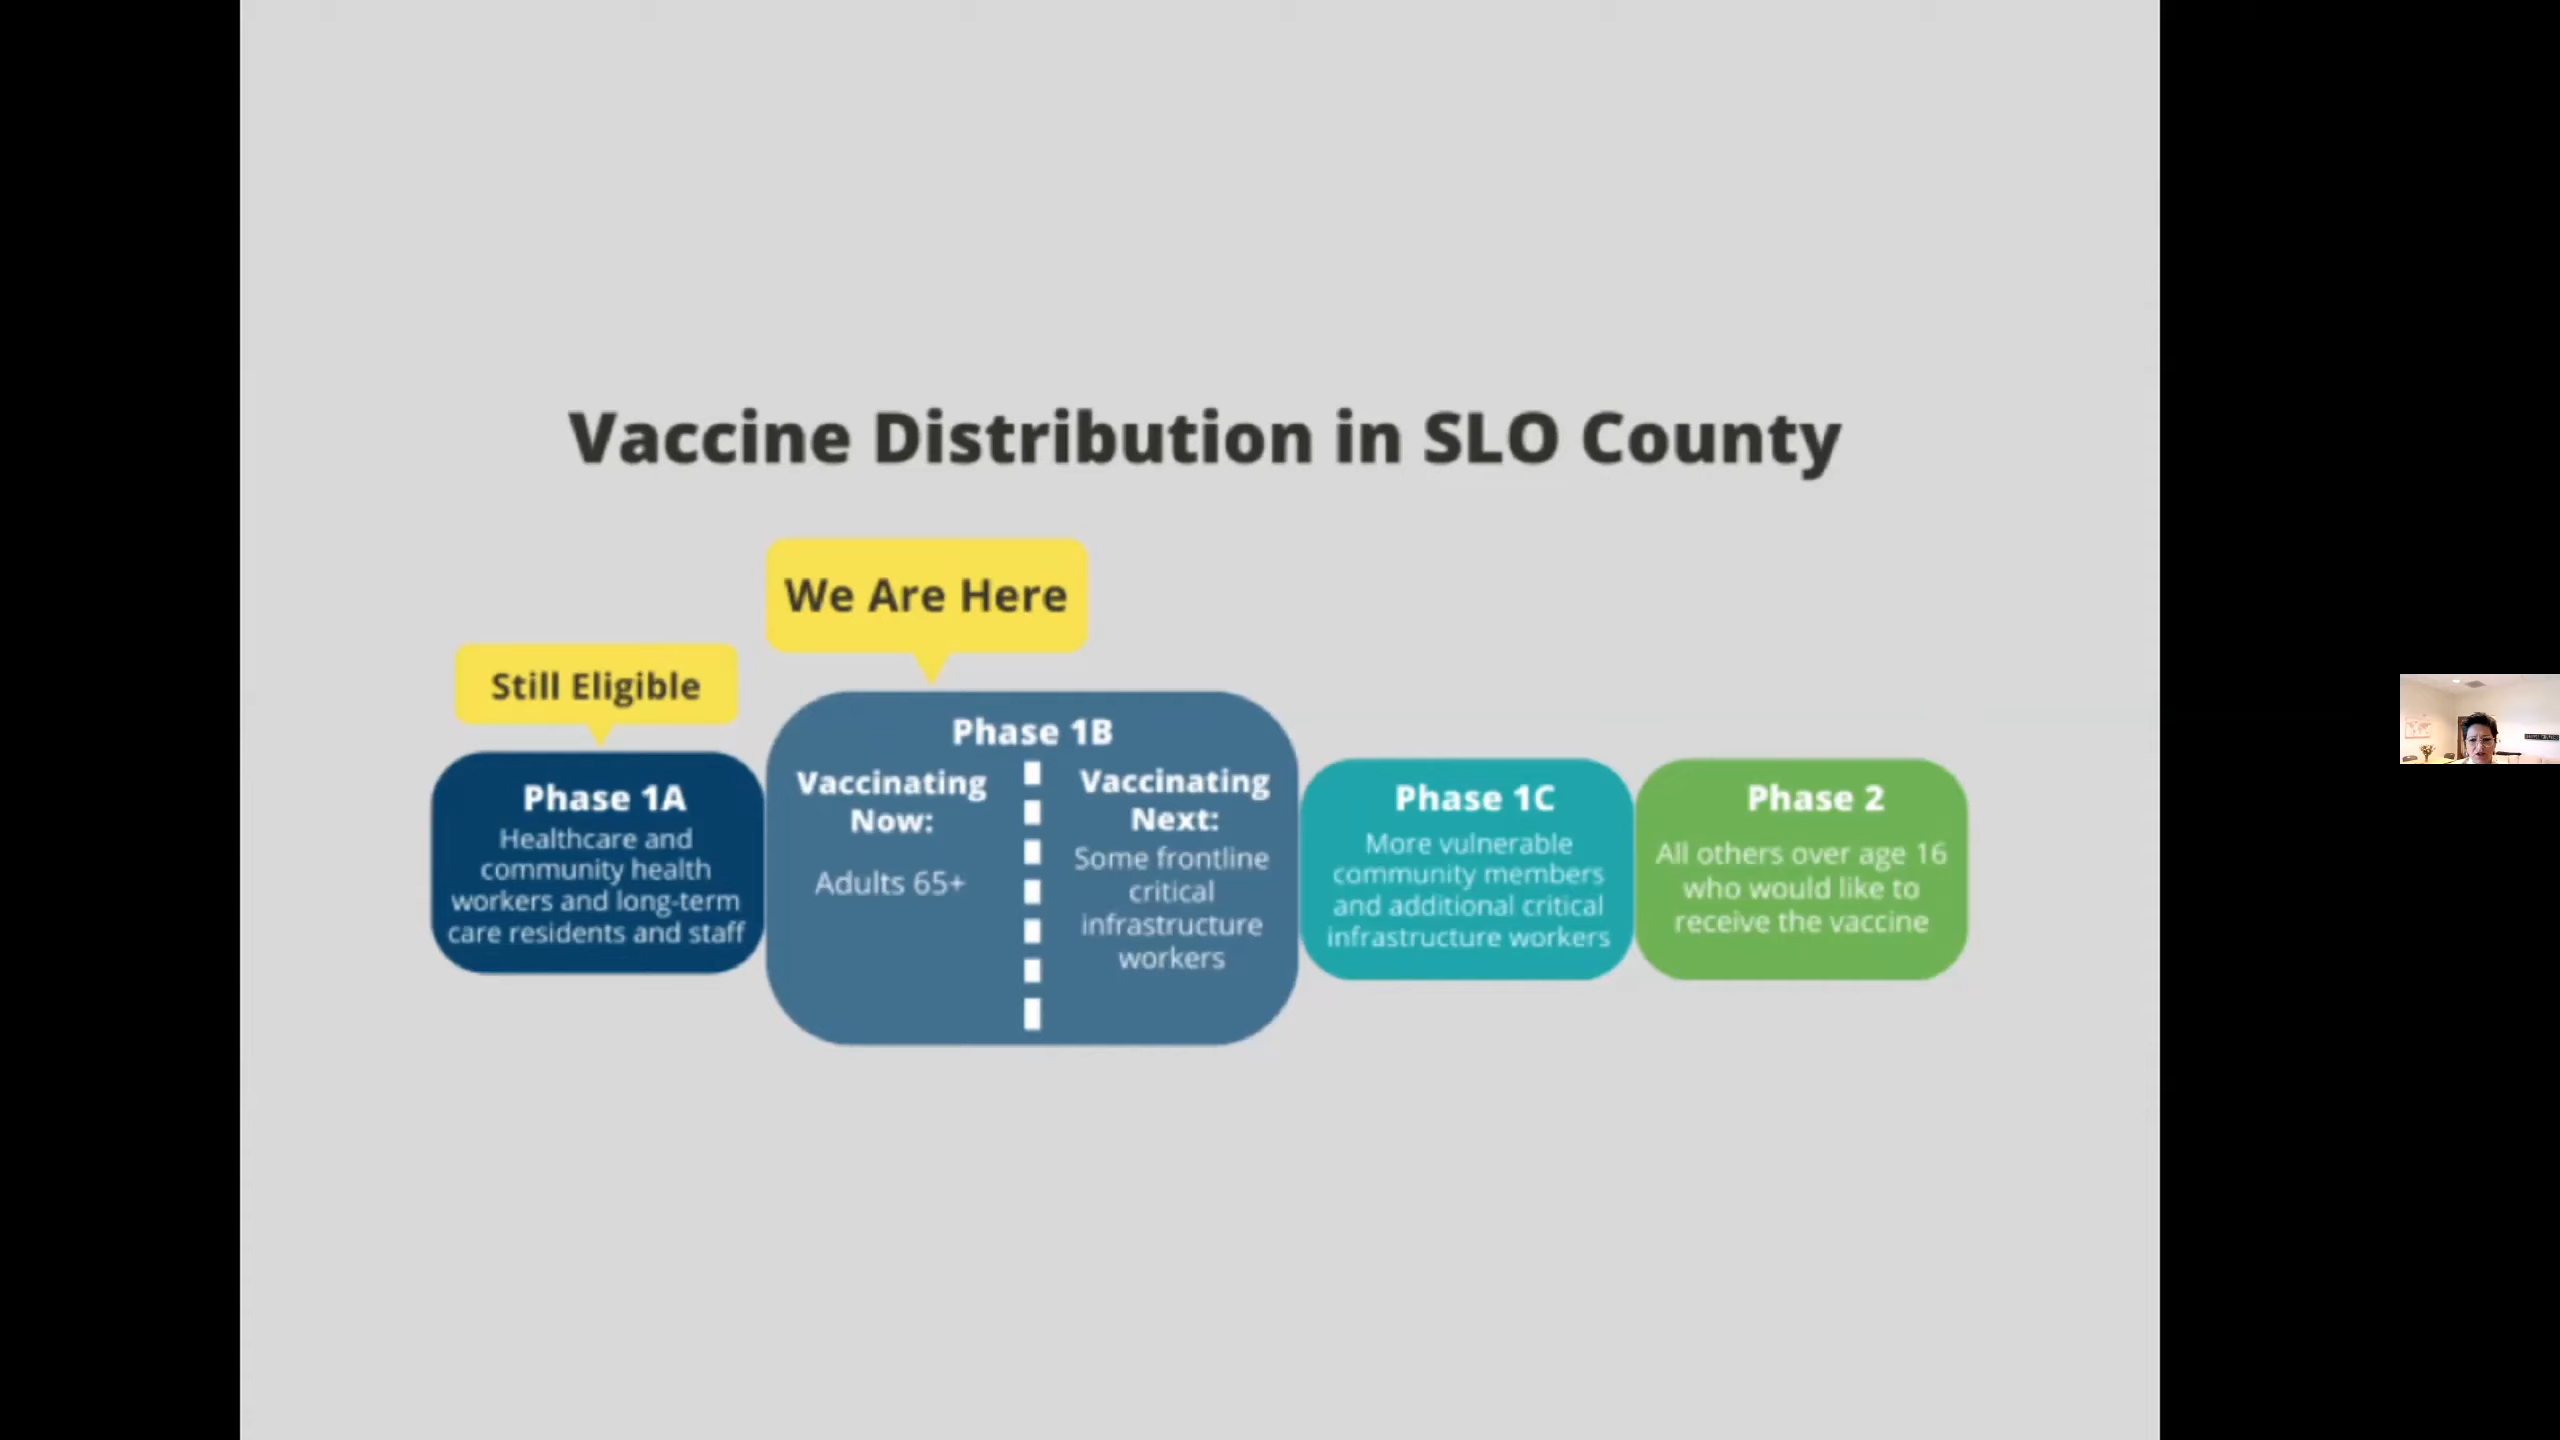 Vaccine Distribution in SLO County
We Are Here
Still Eligible
Phase 1A
Healthcare and
community health
workers and long-term
care residents and staff
Phase 1B
Vaccinating
Now:
Adults 65+
Vaccinating
Next:
Some frontline
critical
infrastructure
workers
Phase 1C
More vulnerable
community members
and additional critical
infrastructure workers
Phase 2
All others over age 16
who would like to
receive the vaccine